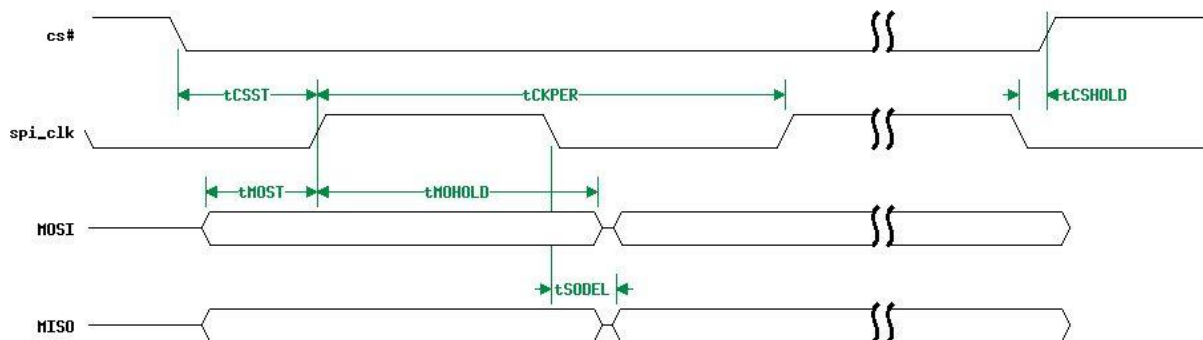 cs#
tCSST
tCKPER
tCSHOLD
spi_clk
tMOST
tMOHOLD
MOSI
tSODEL
MISO